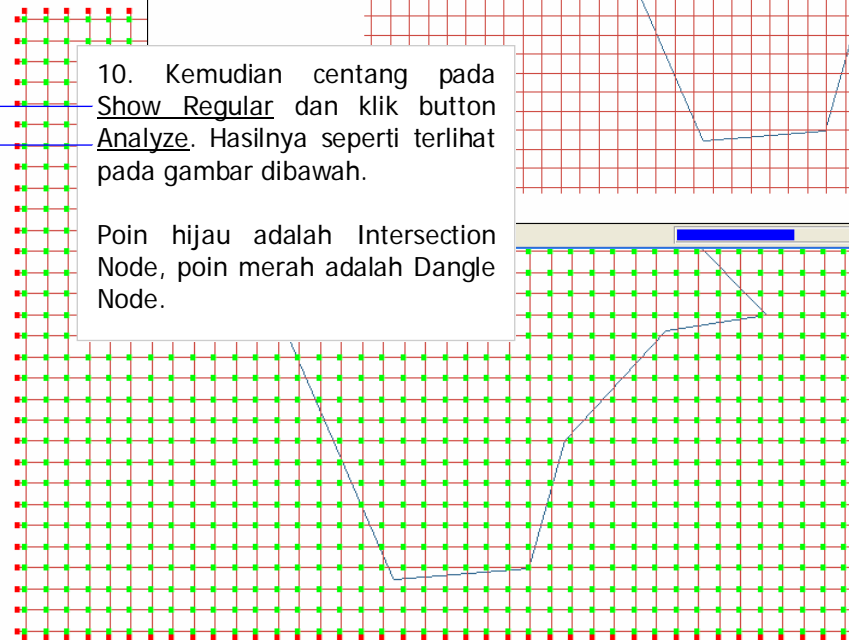 10. Kemudian centang pada
Show Regular dan klik button
Analyze. Hasilnya seperti terlihat
pada gambar dibawah.
Poin hijau adalah Intersection
Node, poin merah adalah Dangle
Node.